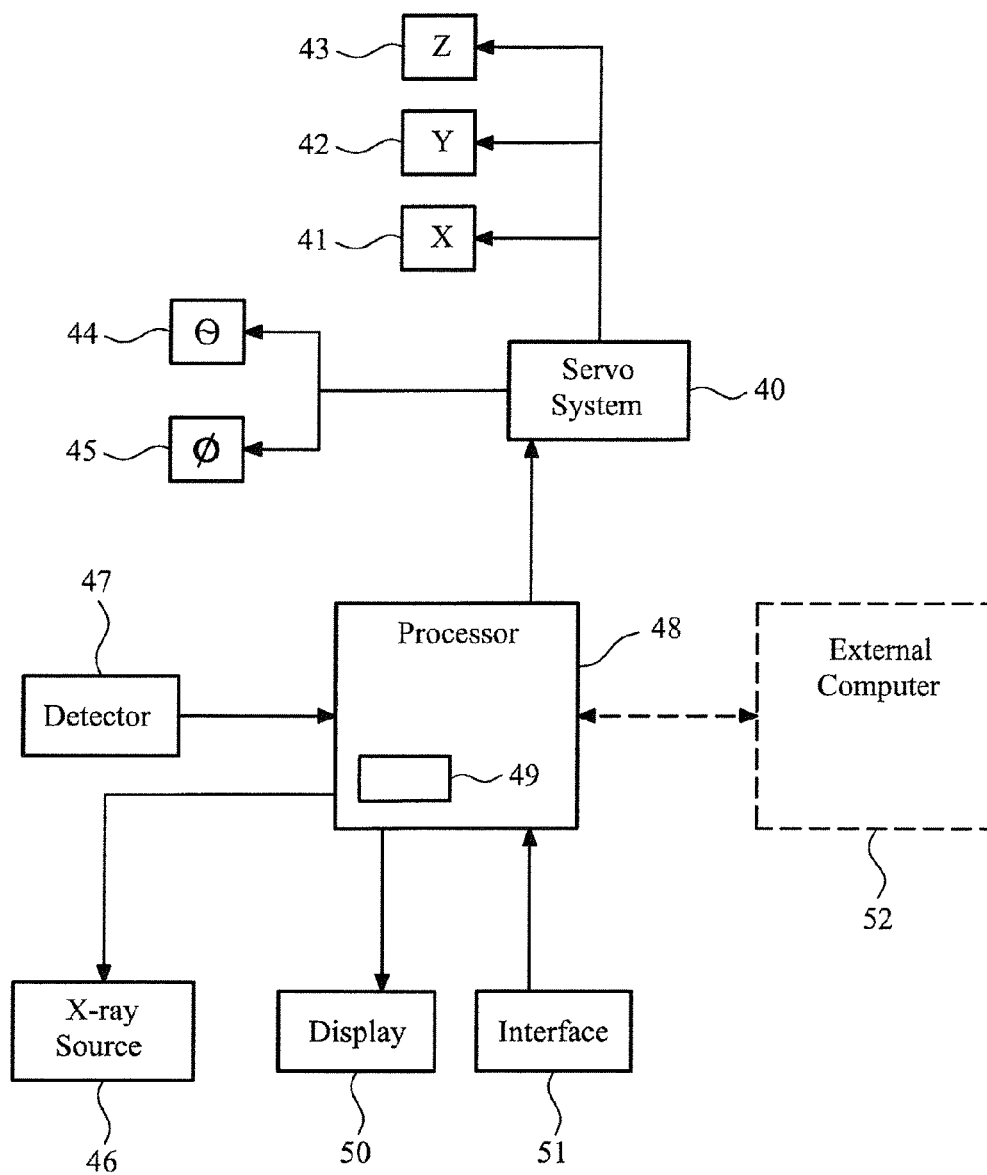 43
Z
42
Y
41
X
44
Θ
Servo
System
40
45
ϕ
47
Processor
48
External
Computer
Detector
49
52
X-ray
Source
Display
Interface
46
50
51